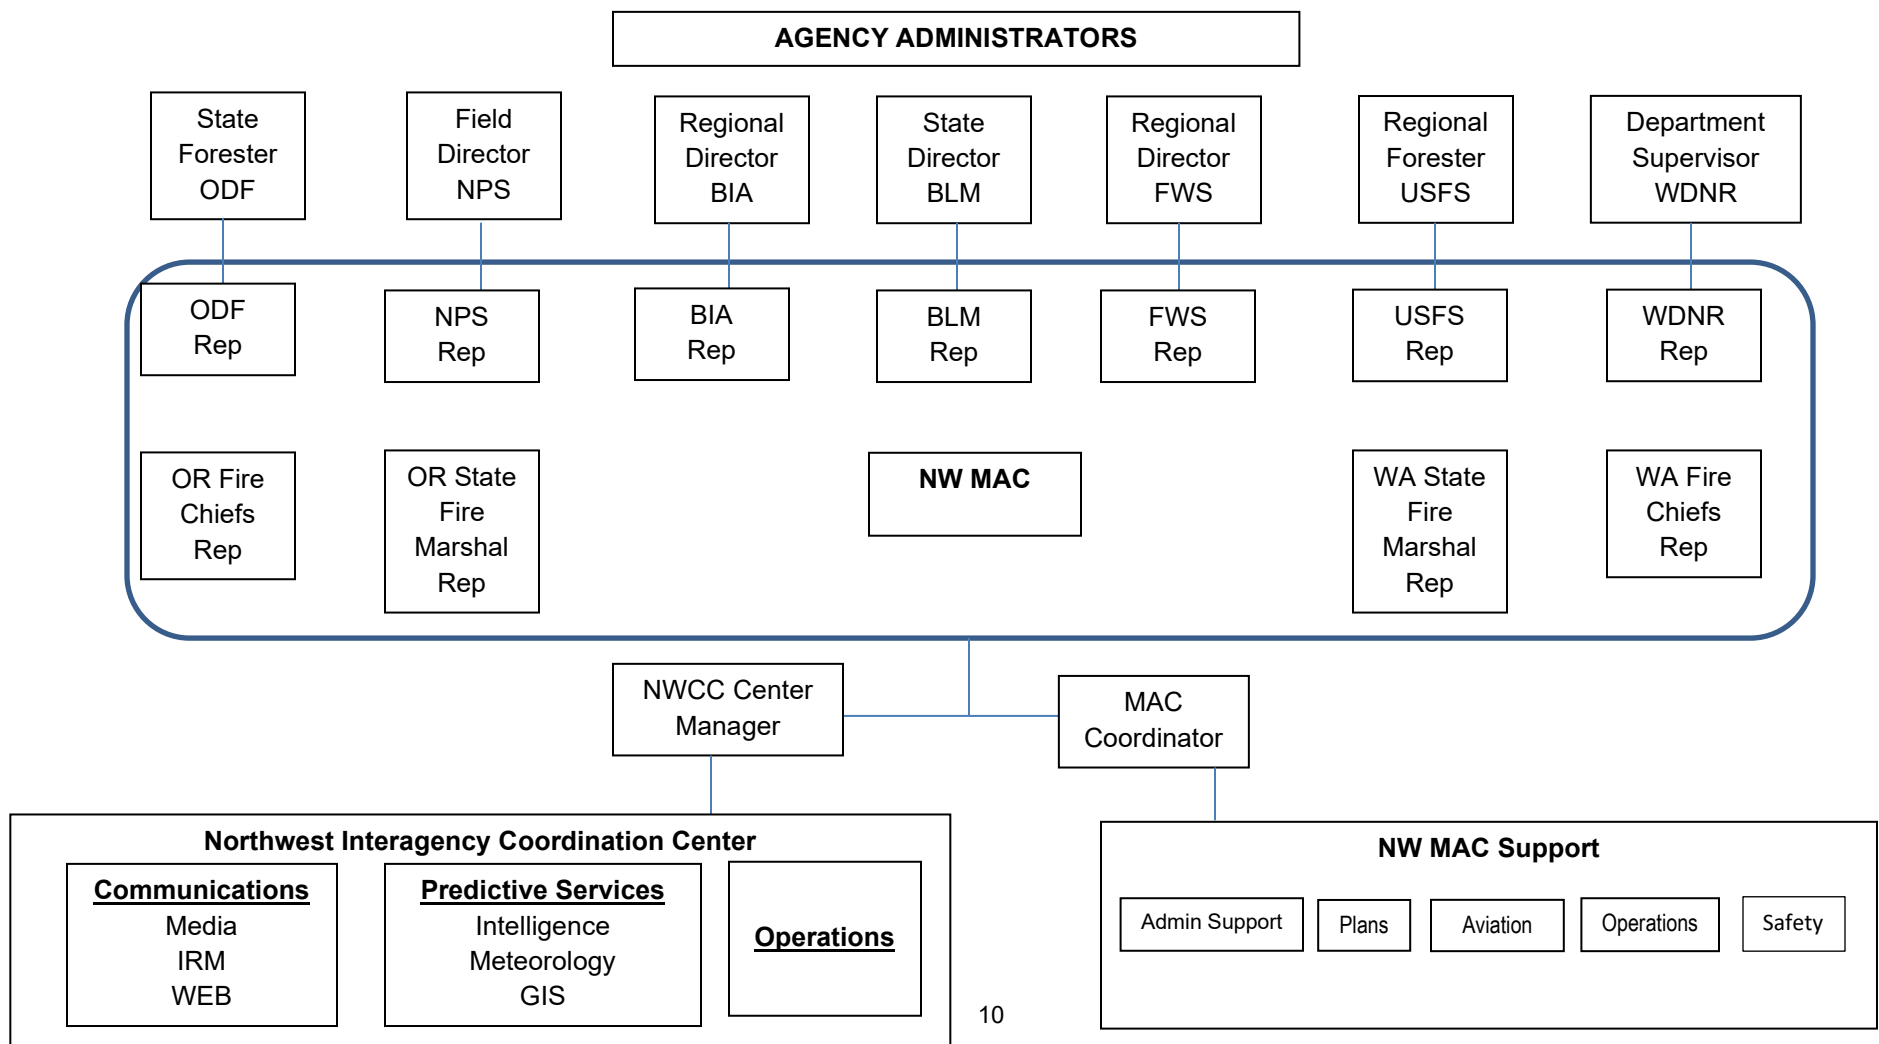 AGENCY ADMINISTRATORS
State
Forester
ODF
Field
Director
NPS
Regional
Director
BIA
State
Director
BLM
Regional
Director
FWS
Regional
Forester
USFS
Department
Supervisor
WDNR
ODF
Rep
NPS
Rep
BIA
Rep
BLM
Rep
FWS
Rep
USFS
Rep
WDNR
Rep
OR Fire
Chiefs
Rep
OR State
Fire
Marshal
Rep
NW MAC
WA State
Fire
Marshal
Rep
WA Fire
Chiefs
Rep
NWCC Center
Manager
MAC
Coordinator
Northwest Interagency Coordination Center
Communications
Media
IRM
WEB
Predictive Services
Intelligence
Meteorology
GIS
Operations
NW MAC Support
Admin Support
Plans
Aviation
Operations
Safety
10